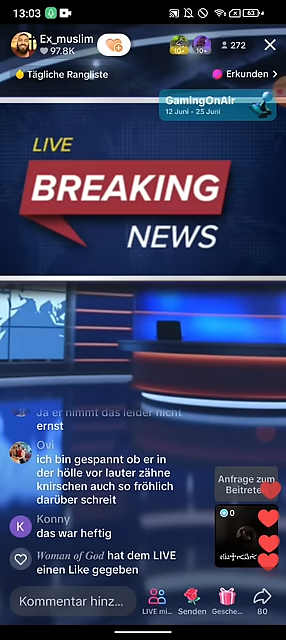 13:03
Ex_muslim
97.8K
10+
10+
272
Tägliche Rangliste
Erkunden
GamingOnAir
12 Juni - 25 Juni
LIVE
BREAKING
NEWS
Ja er nimmt das leider nicht
ernst
Ovi
ich bin gespannt ob er in
der hölle vor lauter zähne
knirschen auch so fröhlich
darüber schreit
Anfrage zum
Beitrete
K
Konny
das war heftig
0
Woman of God hat dem LIVE
einen Like gegeben
Kommentar hinz...
LIVE mi...
Senden
Gesche...
80